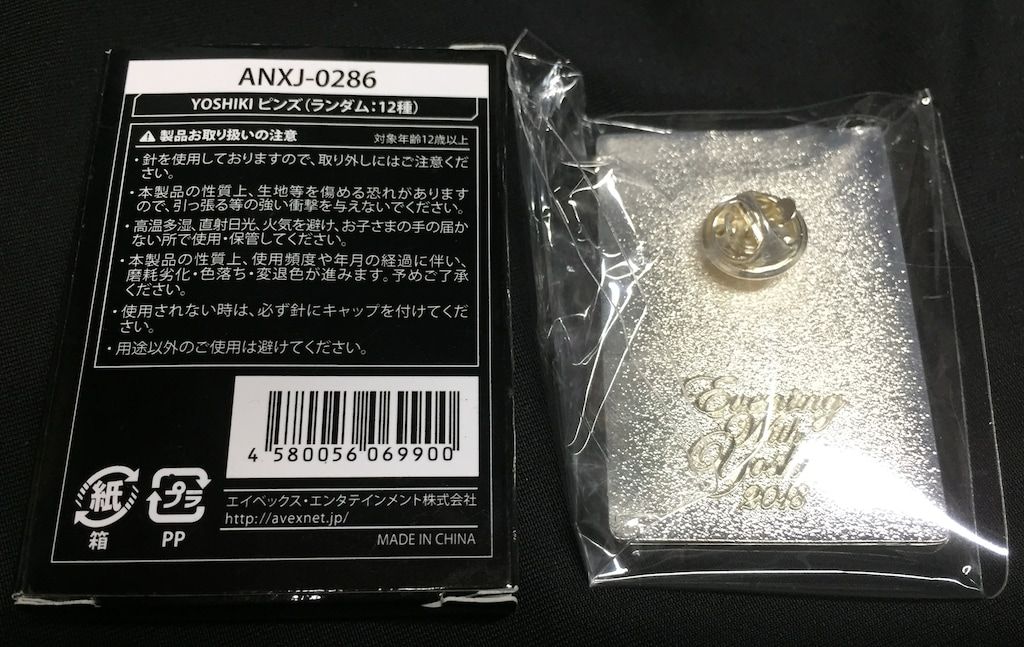 ANXJ-0286
YOSHIKI ピンズ(ランダム:12種)
製品お取り扱いの注意 対象年齢12歳以上
・針を使用しておりますので、取り外しにはご注意くだ
さい。
・本製品の性質上、生地等を傷める恐れがあります
ので、引っ張る等の強い衝撃を与えないでください。
・高温多湿、直射日光、火気を避け、お子さまの手の届か
ない所で使用・保管してください。
・本製品の性質上、使用頻度や年月の経過に伴い、
磨耗劣化・色落ち・変退色が進みます。予めご了承
ください。
・使用されない時は、必ず針にキャップを付けてくだ
さい。
・用途以外のご使用は避けてください。
4 580056 069900
紙
箱
プラ
PP
エイベックス・エンタテインメント株式会社
http://avexnet.jp/
MADE IN CHINA
Evening
With
2018